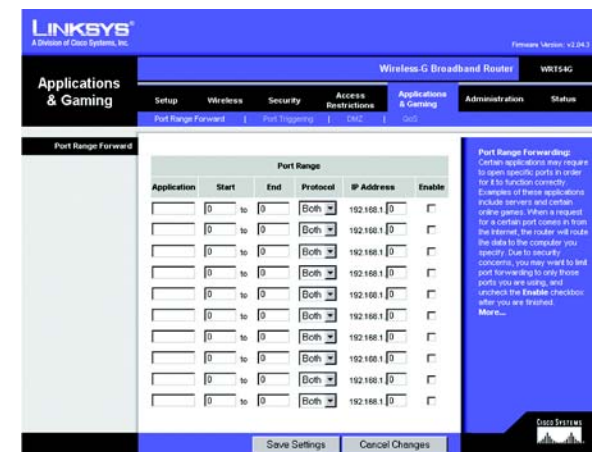 LINKSYS®
A Division of Cisco Systems, Inc.
Firmware Version: v2.04.3
Wireless-G Broadband Router WRT54G
Applications & Gaming
Setup Wireless Security Access Restrictions Applications & Gaming Administration Status
Port Range Forward | Port Triggering | DMZ | QoS
Port Range Forward
Port Range
Application Start End Protocol IP Address Enable
0 to 0 Both 192.168.1. 0
0 to 0 Both 192.168.1. 0
0 to 0 Both 192.168.1. 0
0 to 0 Both 192.168.1. 0
0 to 0 Both 192.168.1. 0
0 to 0 Both 192.168.1. 0
0 to 0 Both 192.168.1. 0
0 to 0 Both 192.168.1. 0
0 to 0 Both 192.168.1. 0
0 to 0 Both 192.168.1. 0
Port Range Forwarding:
Certain applications may require
to open specific ports in order
for it to function correctly.
Examples of these applications
include servers and certain
online games. When a request
for a certain port comes in from
the Internet, the router will route
the data to the computer you
specify. Due to security
concerns, you may want to limit
port forwarding to only those
ports you are using, and
uncheck the Enable checkbox
after you are finished.
More...
Save Settings Cancel Changes
CISCO SYSTEMS